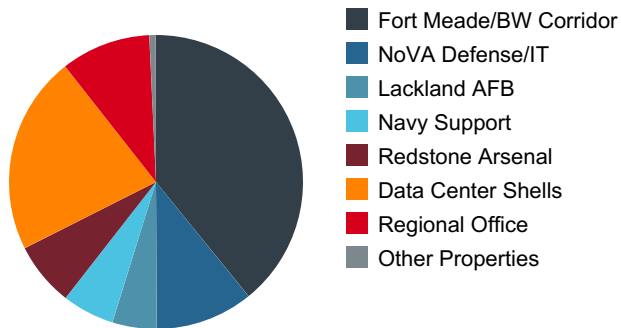 Fort Meade/BW Corridor
NoVA Defense/IT
Lackland AFB
Navy Support
Redstone Arsenal
Data Center Shells
Regional Office
Other Properties